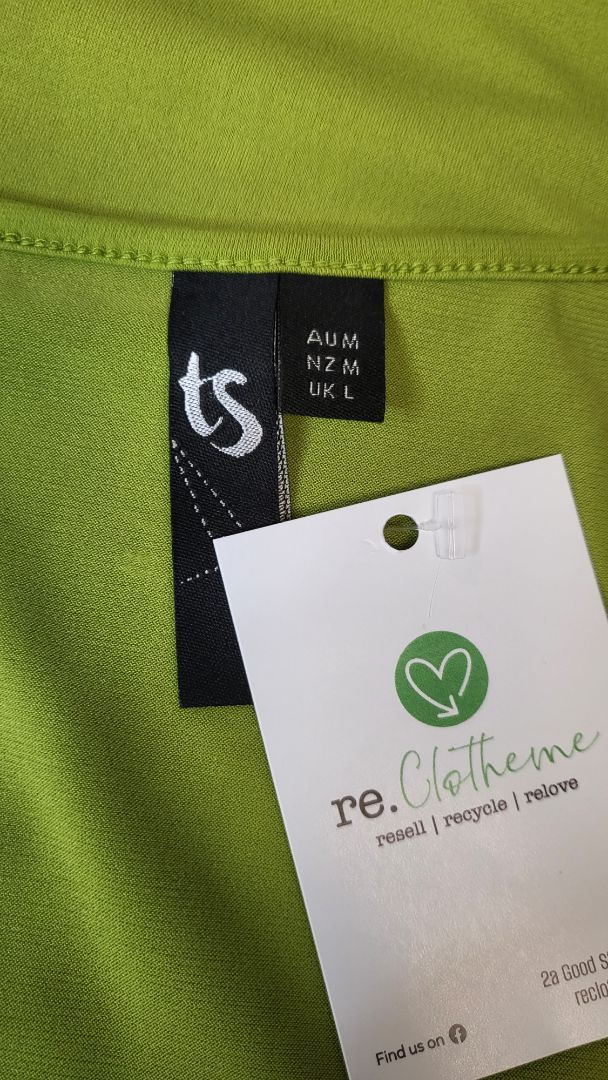 ts
AU M
NZ M
UK L
re.Clotheme
resell | recycle | relove
2a Good
Find us on